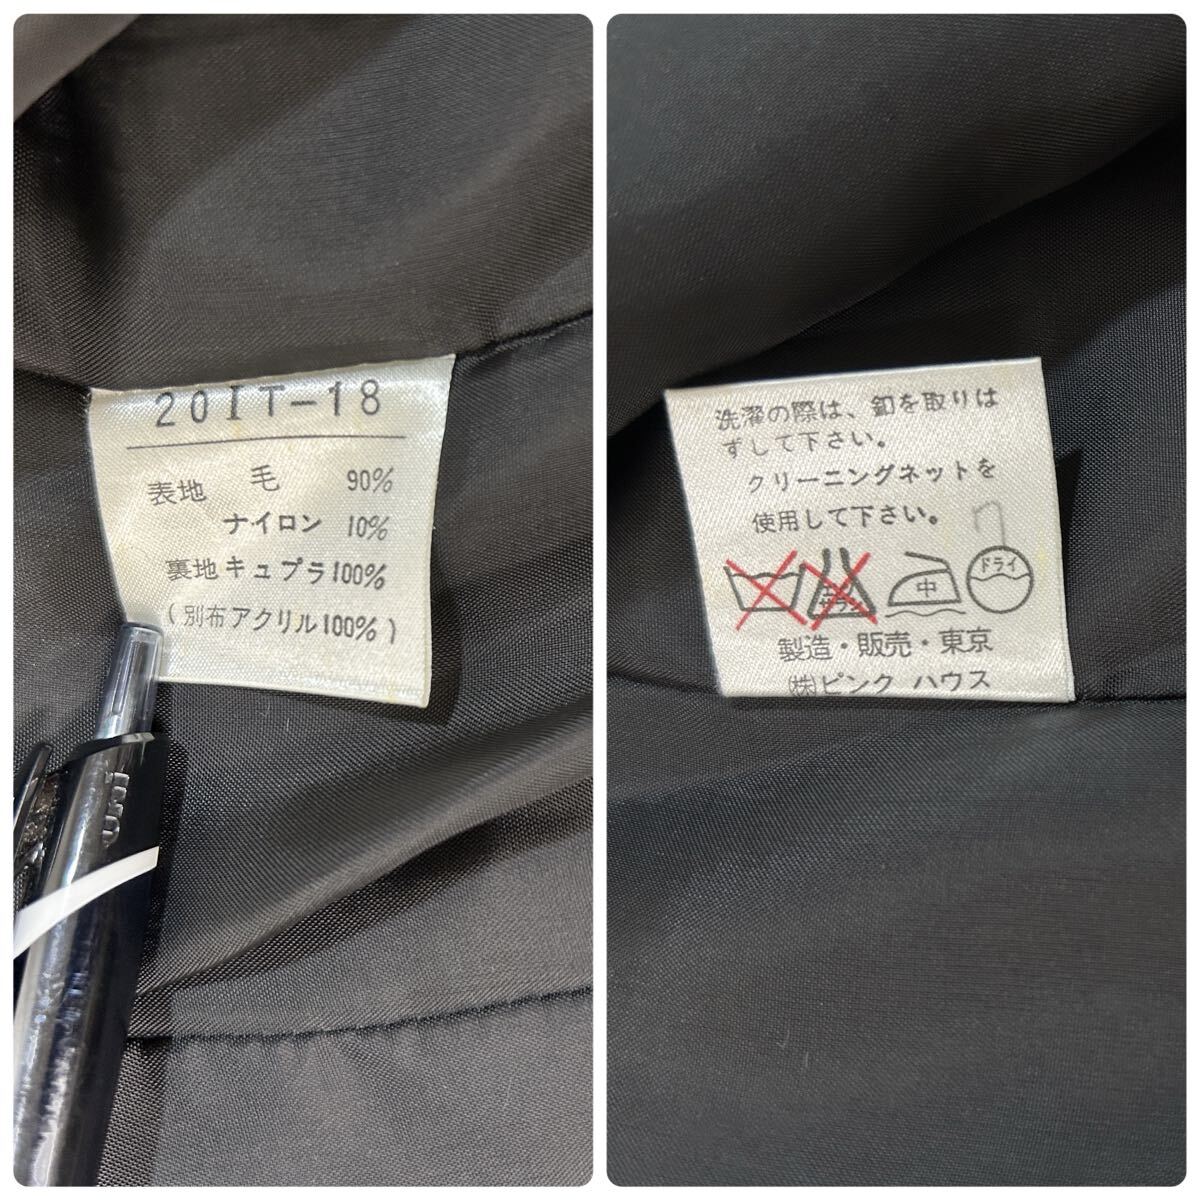 20IT-18
表地 毛 90%
ナイロン 10%
裏地 キュプラ 100%
(別布アクリル100%)
洗濯の際は、釦を取りは
ずして下さい。
クリーニングネットを
使用して下さい。
中
ドライ
製造・販売・東京
㈱ピンク ハウス